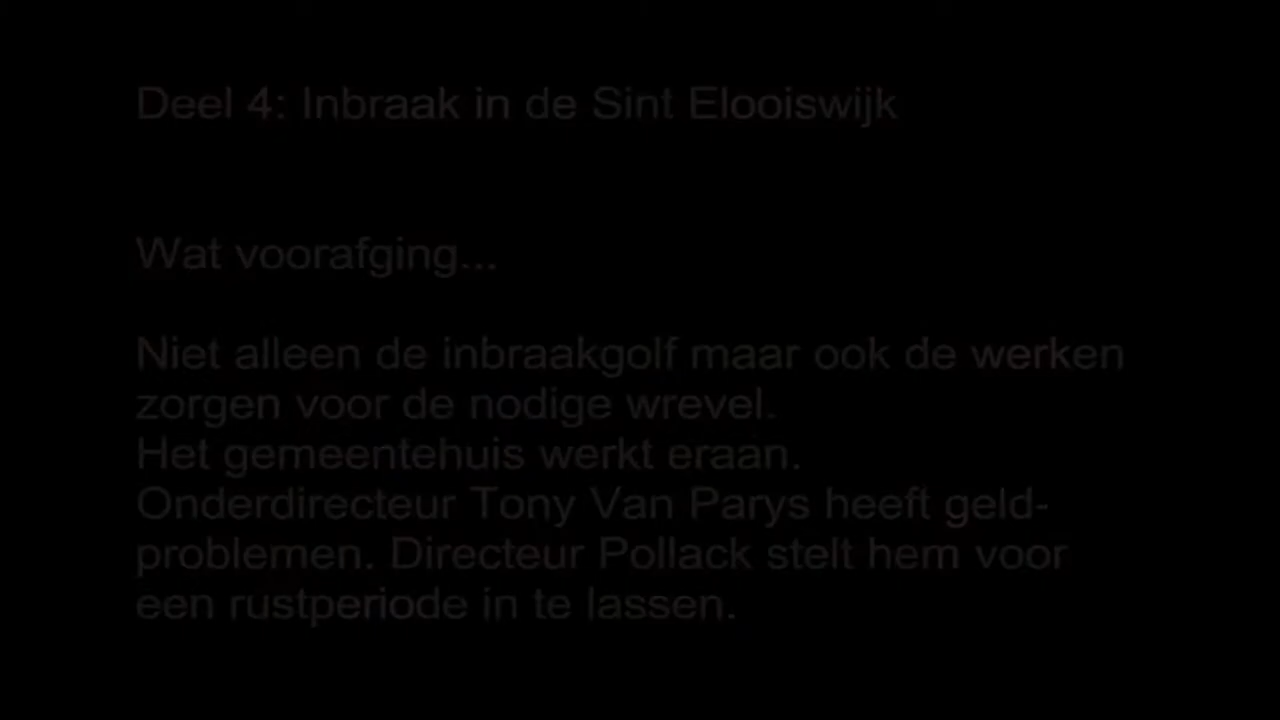 Deel 4: Inbraak in de Sint Elooiswijk
Wat voorafging...
Niet alleen de inbraakgolf maar ook de werken
zorgen voor de nodige wrevel.
Het gemeentehuis werkt eraan.
Onderdirecteur Tony Van Parys heeft geld-
problemen. Directeur Pollack stelt hem voor
een rustperiode in te lassen.